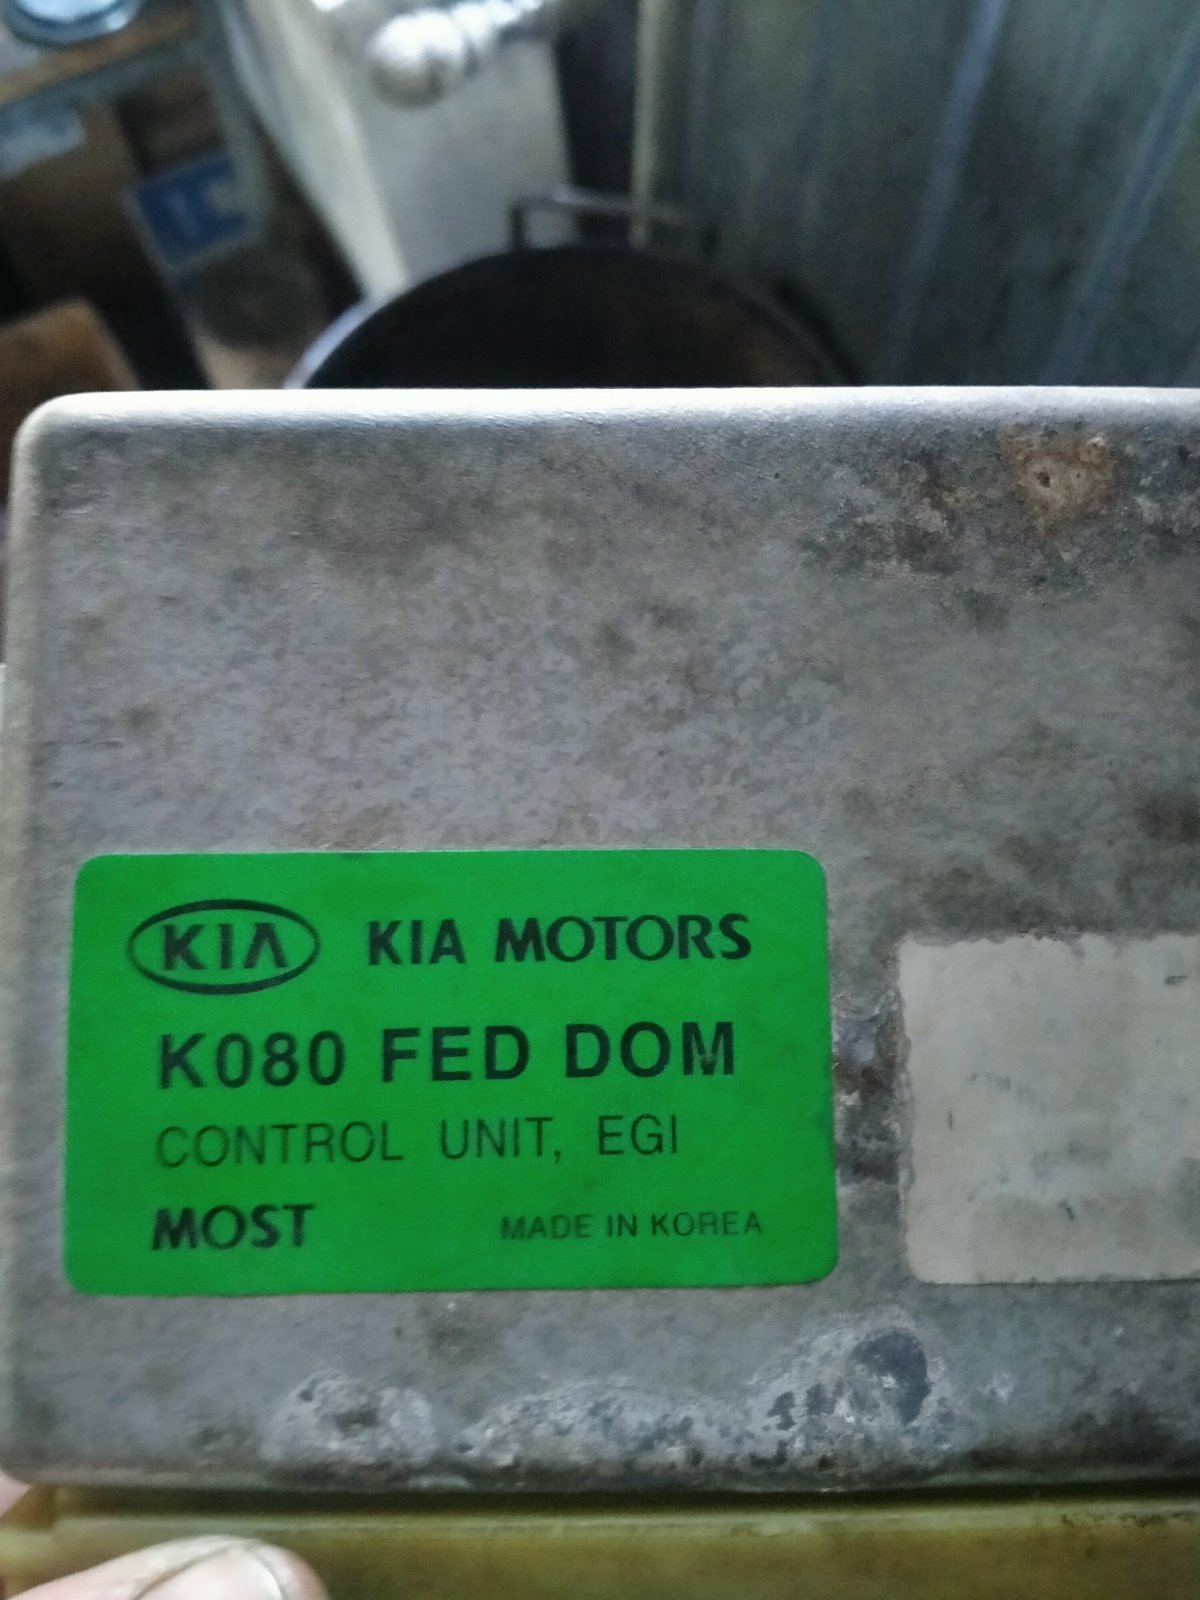 KIA KIA MOTORS
K080 FED DOM
CONTROL UNIT, EGI
MOST MADE IN KOREA